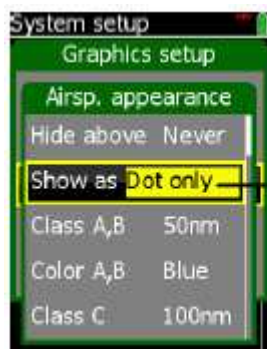 System setup
Graphics setup
Airsp. appearance
Hide above Never
Show as Dot only
Class A,B 50nm
Color A,B Blue
Class C 100nm